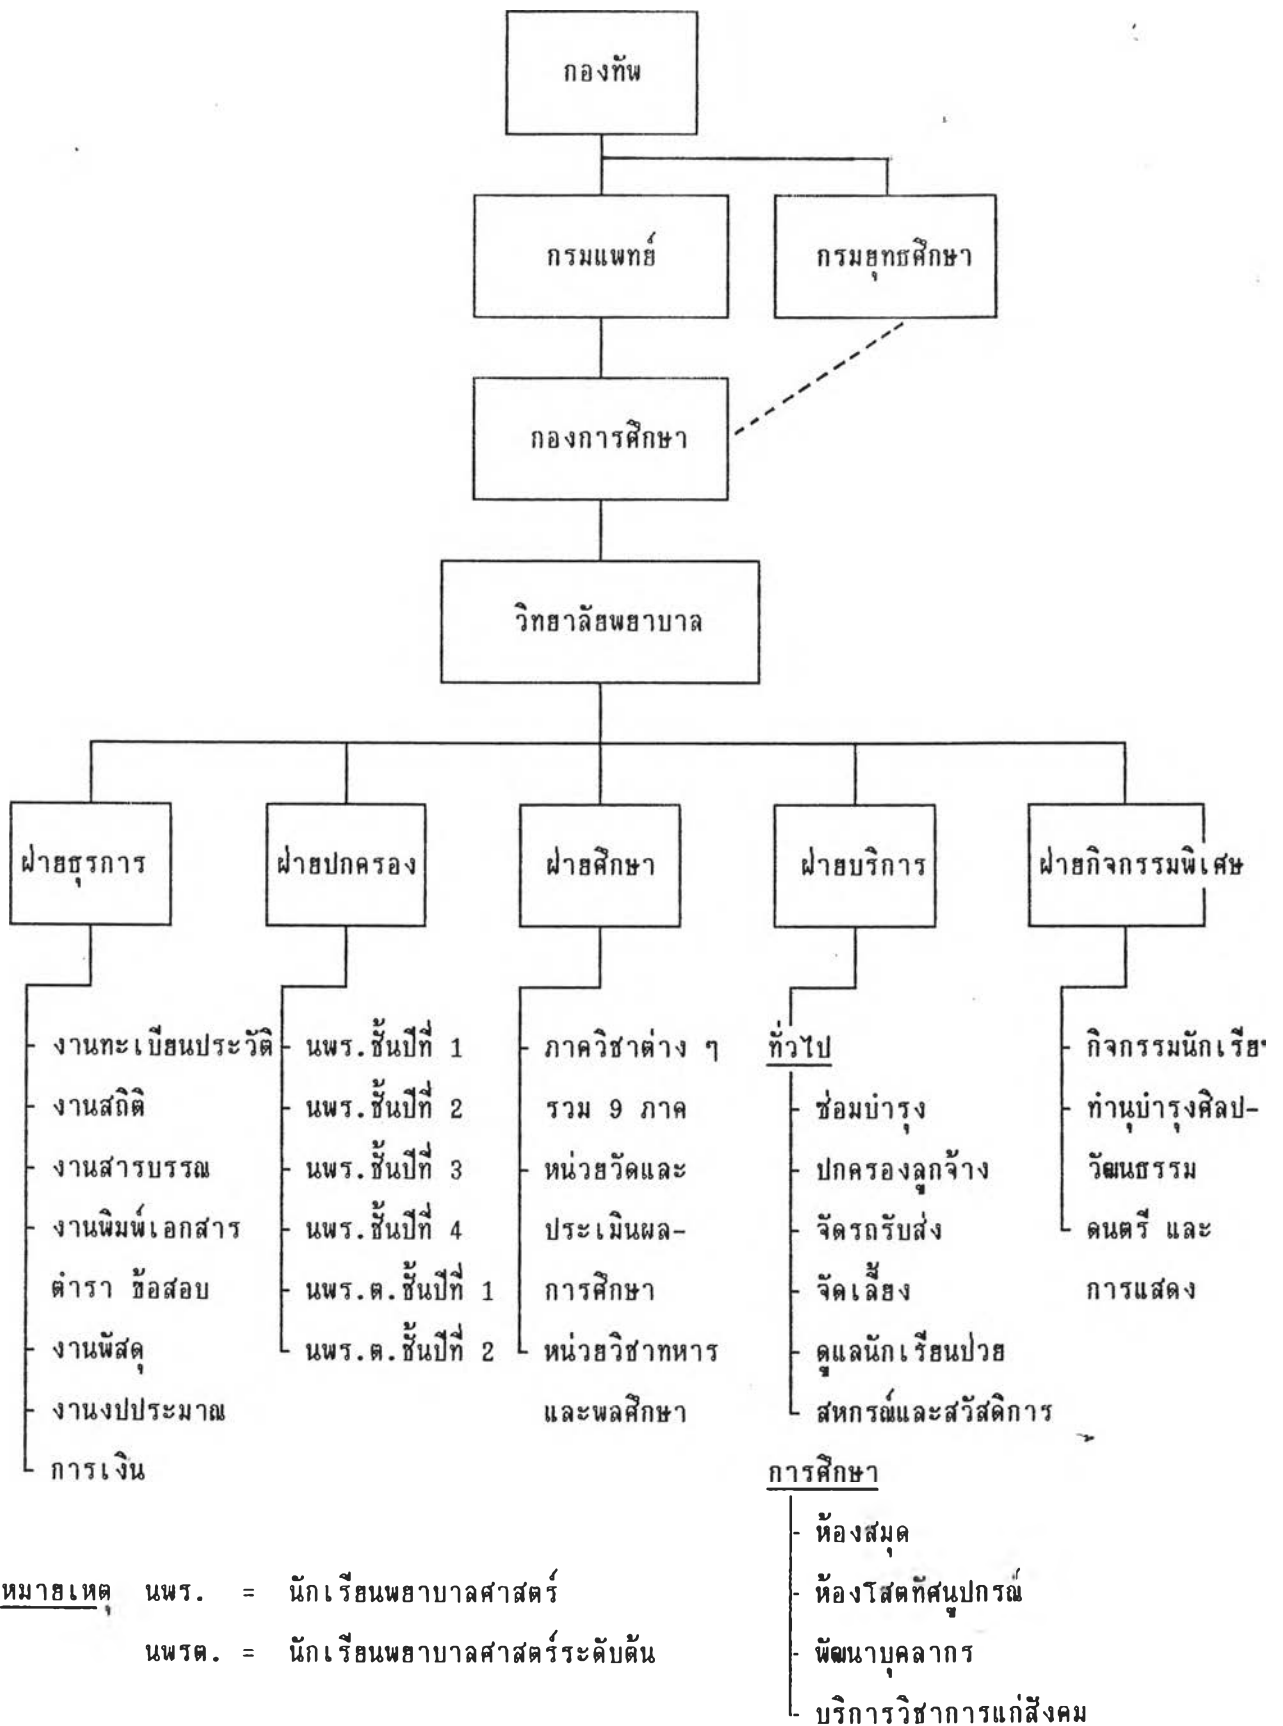 กองทัพ
กรมแพทย์
กรมยุทธศึกษา
กองการศึกษา
วิทยาลัยพยาบาล
ฝ่ายธุรการ
ฝ่ายปกครอง
ฝ่ายศึกษา
ฝ่ายบริการ
ฝ่ายกิจกรรมพิเศษ
- งานทะเบียนประวัติ
- งานสถิติ
- งานสารบรรณ
- งานพิมพ์เอกสาร
ตำรา ข้อสอบ
- งานพัสดุ
- งานงปประมาณ
- การเงิน
- นพร.ชั้นปีที่ 1
- นพร.ชั้นปีที่ 2
- นพร.ชั้นปีที่ 3
- นพร.ชั้นปีที่ 4
- นพร.ต.ชั้นปีที่ 1
- นพร.ต.ชั้นปีที่ 2
- ภาควิชาต่าง ๆ
รวม 9 ภาค
- หน่วยวัดและ
ประเมินผล-
การศึกษา
- หน่วยวิชาทหาร
และพลศึกษา
ทั่วไป
- ซ่อมบำรุง
- ปกครองลูกจ้าง
- จัดรถรับส่ง
- จัดเลี้ยง
- ดูแลนักเรียนป่วย
- สหกรณ์และสวัสดิการ
การศึกษา
- ห้องสมุด
- ห้องโสตทัศนูปกรณ์
- พัฒนาบุคลากร
- บริการวิชาการแก่สังคม
- กิจกรรมนักเรียน
- ทำนุบำรุงศิลป-
วัฒนธรรม
- ดนตรี และ
การแสดง
หมายเหตุ นพร. = นักเรียนพยาบาลศาสตร์
นพรต. = นักเรียนพยาบาลศาสตร์ระดับต้น